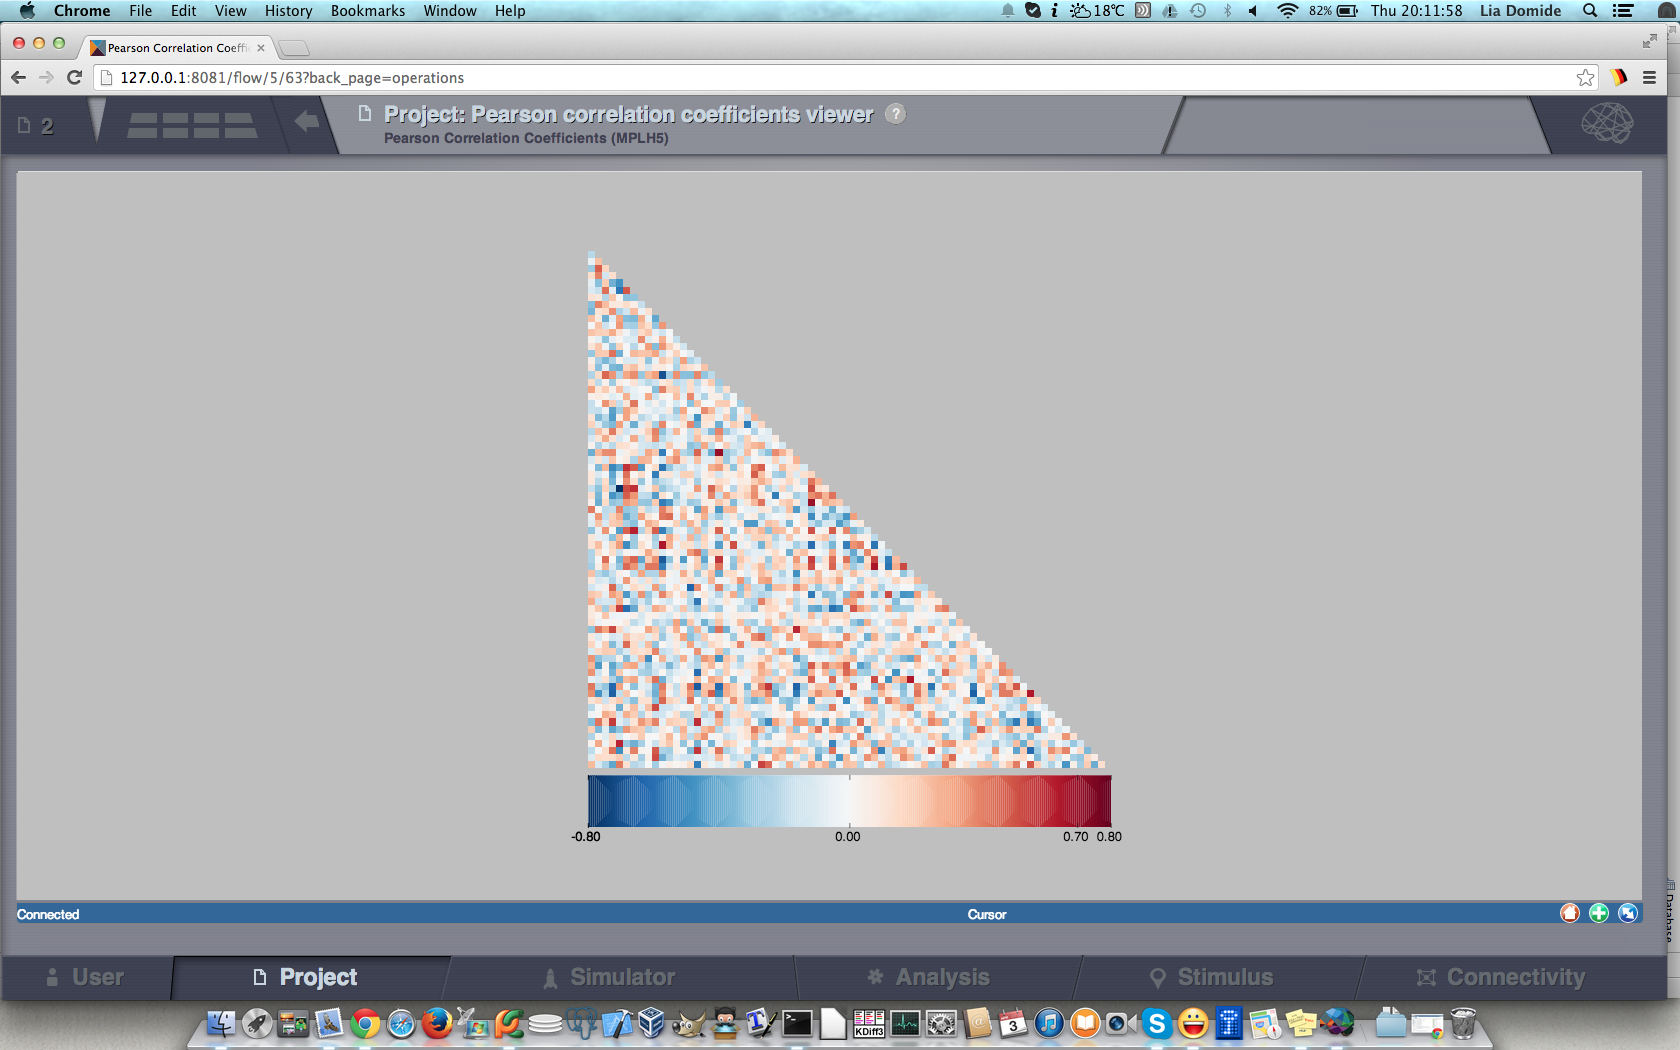 Chrome File Edit View History Bookmarks Window Help 18°C 82% Thu 20:11:58 Lia Domide
Pearson Correlation Coeffi
127.0.0.1:8081/flow/5/63?back_page=operations
2
Project: Pearson correlation coefficients viewer ?
Pearson Correlation Coefficients (MPLH5)
-0.80 0.00 0.70 0.80
Connected Cursor
Database
User Project Simulator Analysis Stimulus Connectivity
KDiff3
3